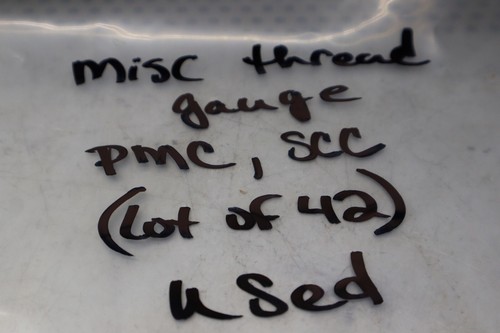 misc thread
gauge
PMC, SCC
(Lot of 42)
used